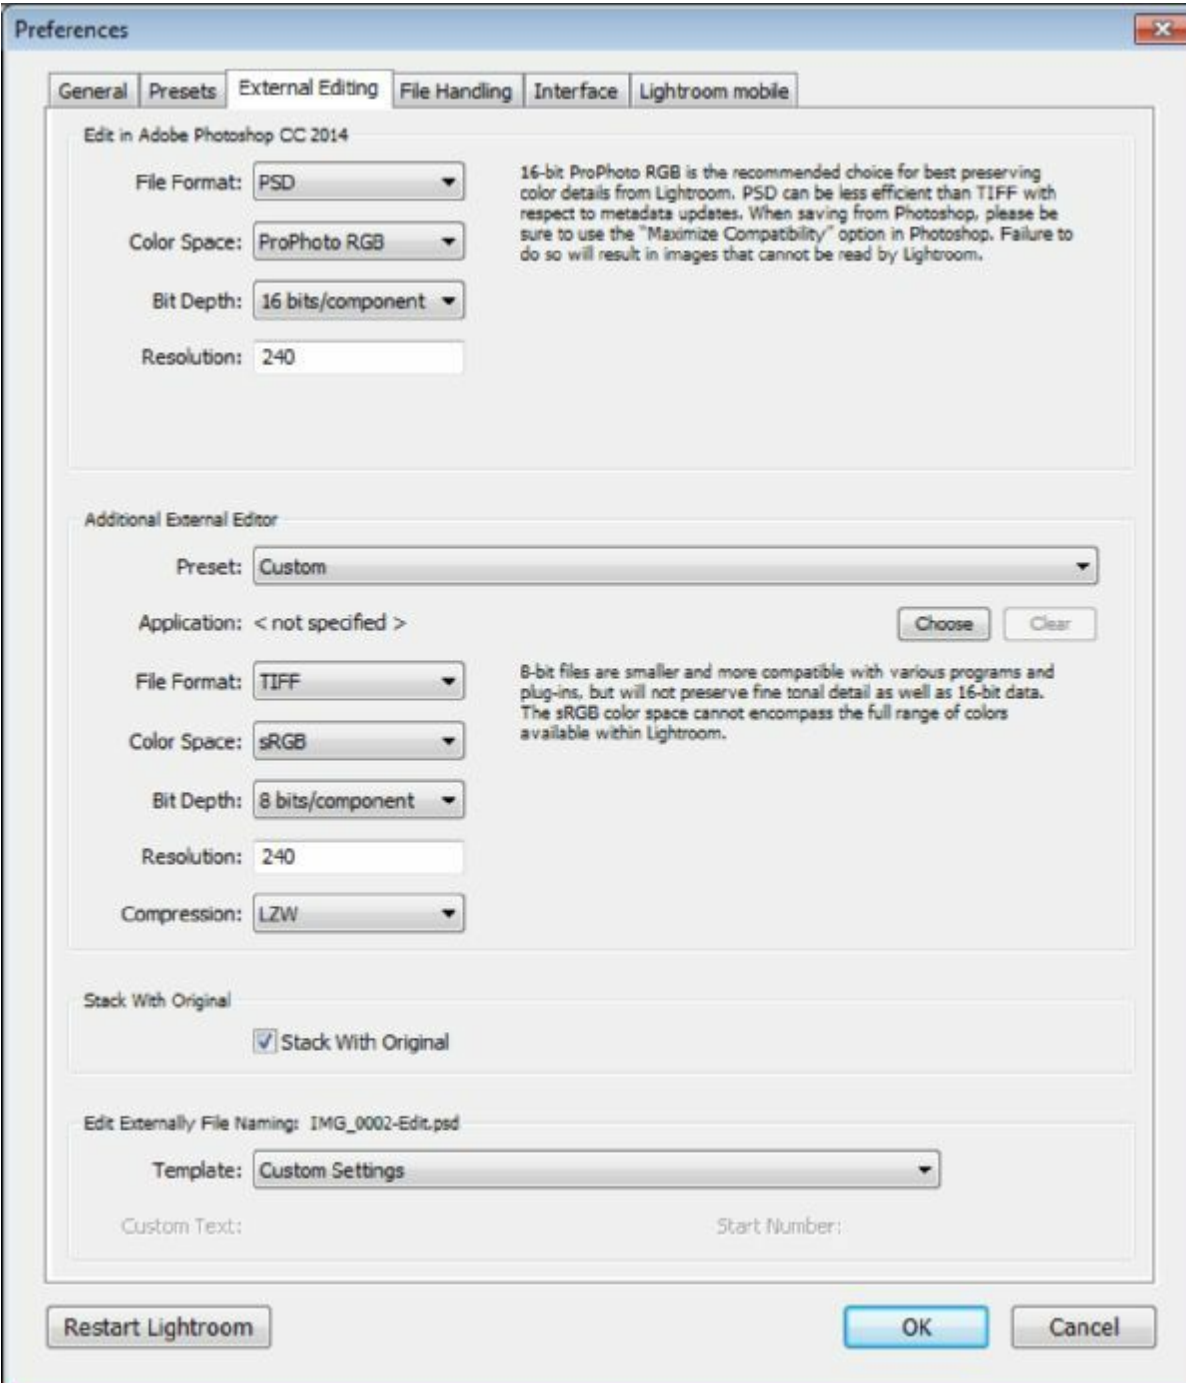 Preferences
General Presets External Editing File Handling Interface Lightroom mobile
Edit in Adobe Photoshop CC 2014
File Format: PSD
Color Space: ProPhoto RGB
Bit Depth: 16 bits/component
Resolution: 240
16-bit ProPhoto RGB is the recommended choice for best preserving
color details from Lightroom. PSD can be less efficient than TIFF with
respect to metadata updates. When saving from Photoshop, please be
sure to use the "Maximize Compatibility" option in Photoshop. Failure to
do so will result in images that cannot be read by Lightroom.
Additional External Editor
Preset: Custom
Application: < not specified > Choose Clear
File Format: TIFF
Color Space: sRGB
Bit Depth: 8 bits/component
Resolution: 240
Compression: LZW
8-bit files are smaller and more compatible with various programs and
plug-ins, but will not preserve fine tonal detail as well as 16-bit data.
The sRGB color space cannot encompass the full range of colors
available within Lightroom.
Stack With Original
Stack With Original
Edit Externally File Naming: IMG_0002-Edit.psd
Template: Custom Settings
Custom Text: Start Number:
Restart Lightroom OK Cancel